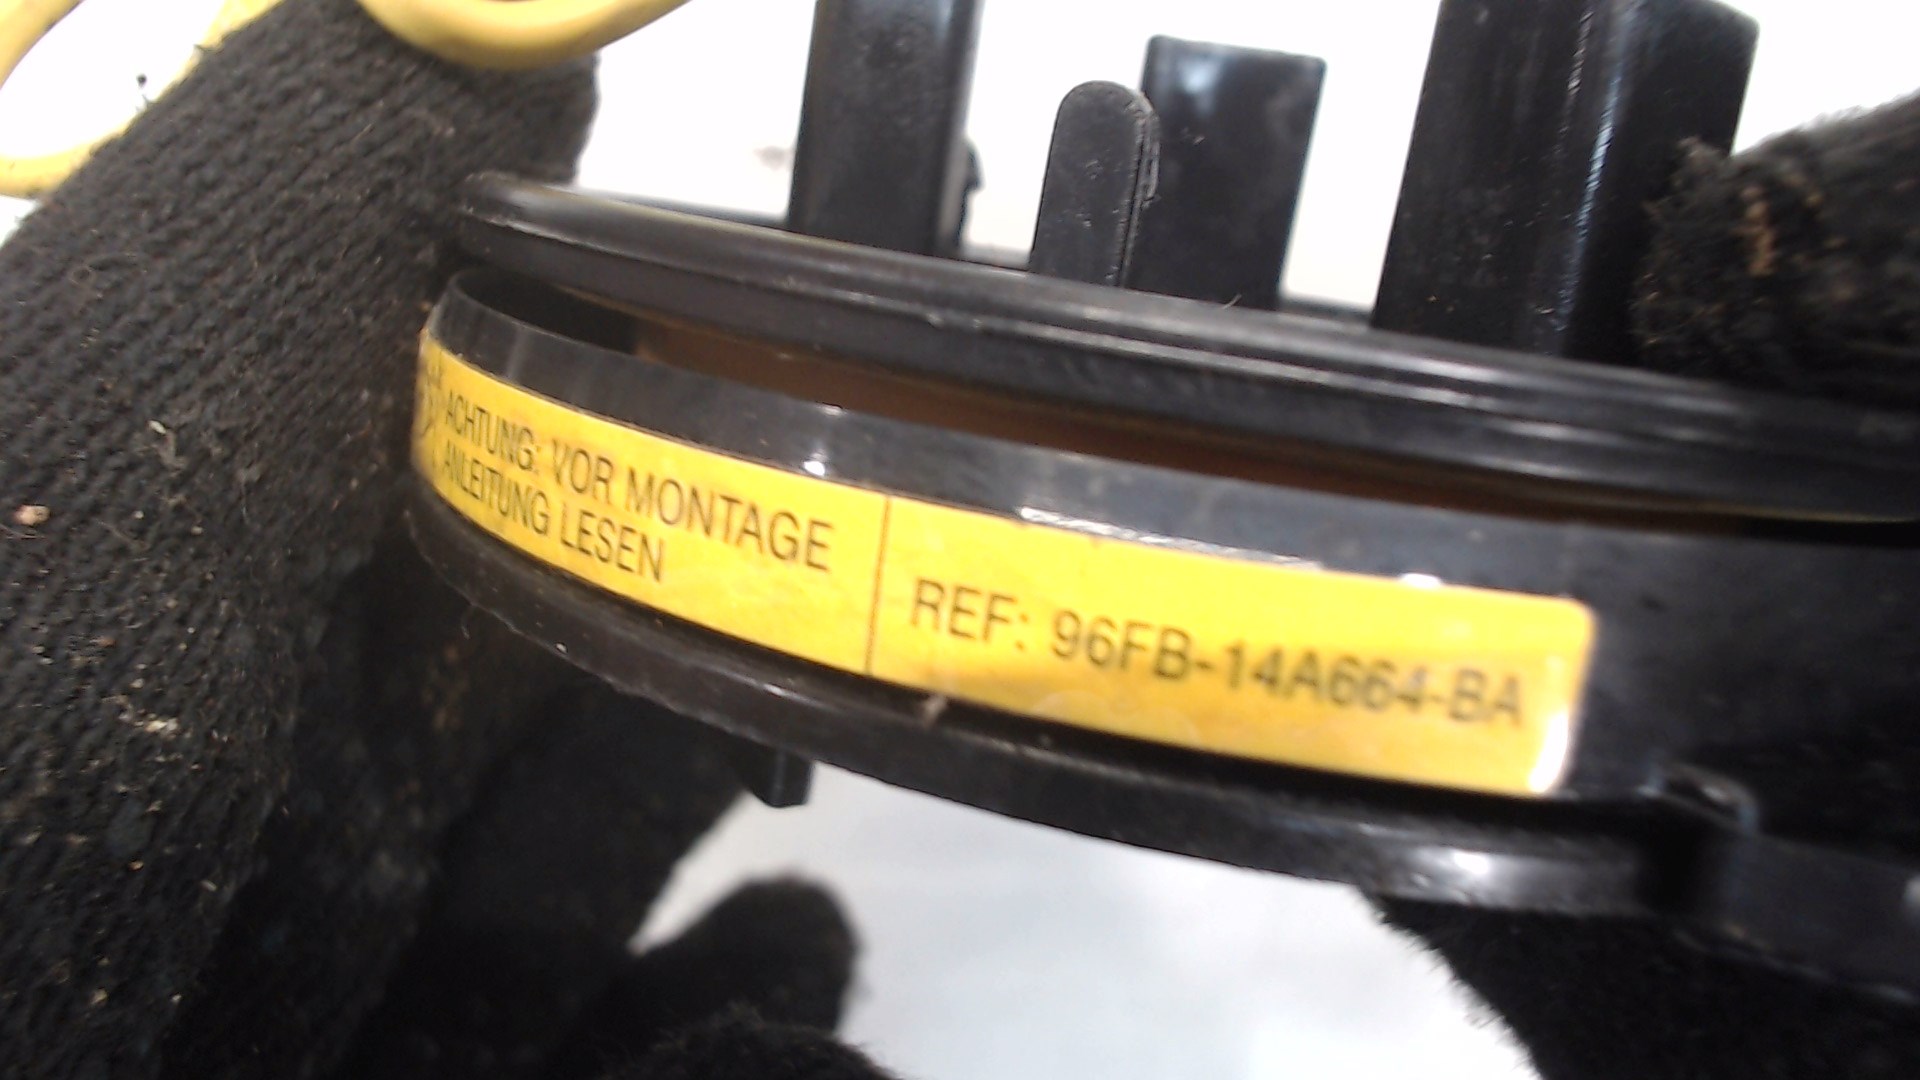 ACHTUNG: VOR MONTAGE
ANLEITUNG LESEN
REF: 96FB-14A664-BA